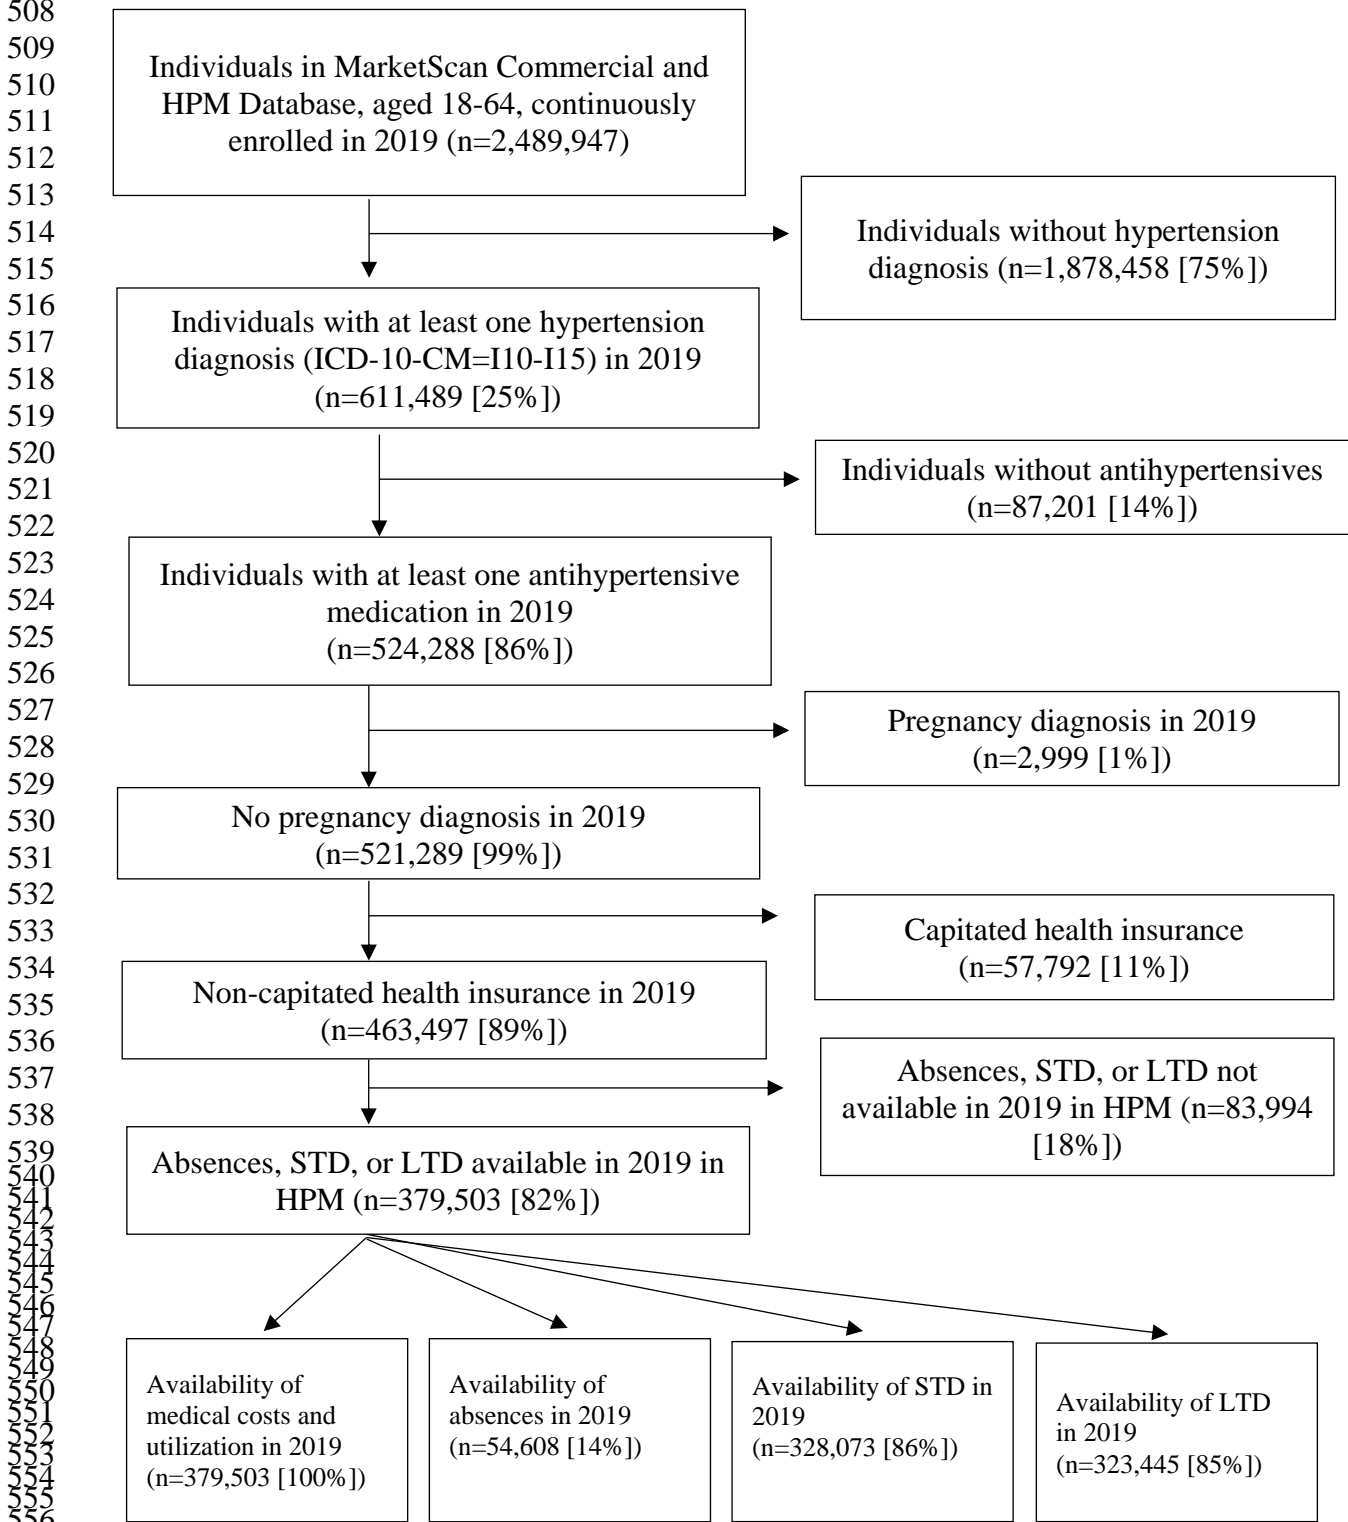 508
509
510
511
512
513
514
515
516
517
518
519
520
521
522
523
524
525
526
527
528
529
530
531
532
533
534
535
536
537
538
539
540
541
542
543
544
545
546
547
548
549
550
551
552
553
554
555
556
Individuals in MarketScan Commercial and
HPM Database, aged 18-64, continuously
enrolled in 2019 (n=2,489,947)
Individuals without hypertension
diagnosis (n=1,878,458 [75%])
Individuals with at least one hypertension
diagnosis (ICD-10-CM=I10-I15) in 2019
(n=611,489 [25%])
Individuals without antihypertensives
(n=87,201 [14%])
Individuals with at least one antihypertensive
medication in 2019
(n=524,288 [86%])
Pregnancy diagnosis in 2019
(n=2,999 [1%])
No pregnancy diagnosis in 2019
(n=521,289 [99%])
Capitated health insurance
(n=57,792 [11%])
Non-capitated health insurance in 2019
(n=463,497 [89%])
Absences, STD, or LTD not
available in 2019 in HPM (n=83,994
[18%])
Absences, STD, or LTD available in 2019 in
HPM (n=379,503 [82%])
Availability of
medical costs and
utilization in 2019
(n=379,503 [100%])
Availability of
absences in 2019
(n=54,608 [14%])
Availability of STD in
2019
(n=328,073 [86%])
Availability of LTD
in 2019
(n=323,445 [85%])